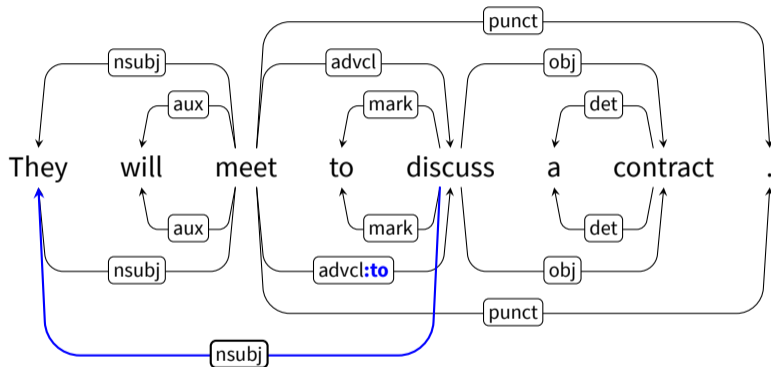 punct
nsubj advcl obj
aux mark det
They will meet to discuss a contract .
aux mark det
nsubj advcl:to obj
punct
nsubj